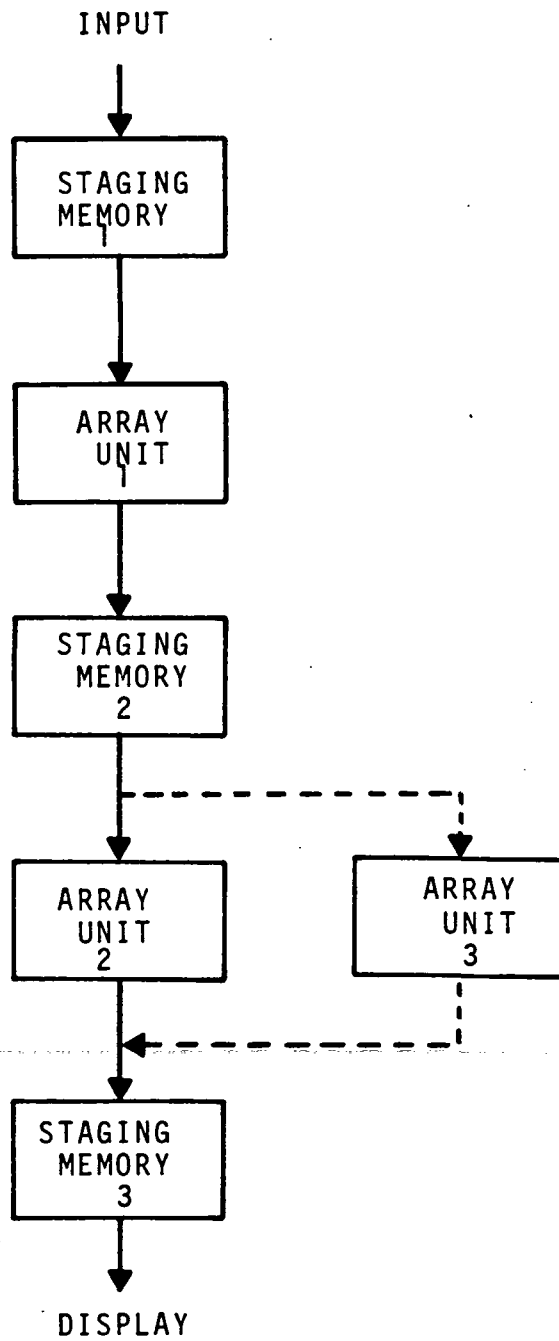 INPUT
STAGING
MEMORY
1
ARRAY
UNIT
1
STAGING
MEMORY
2
ARRAY
UNIT
2
ARRAY
UNIT
3
STAGING
MEMORY
3
DISPLAY